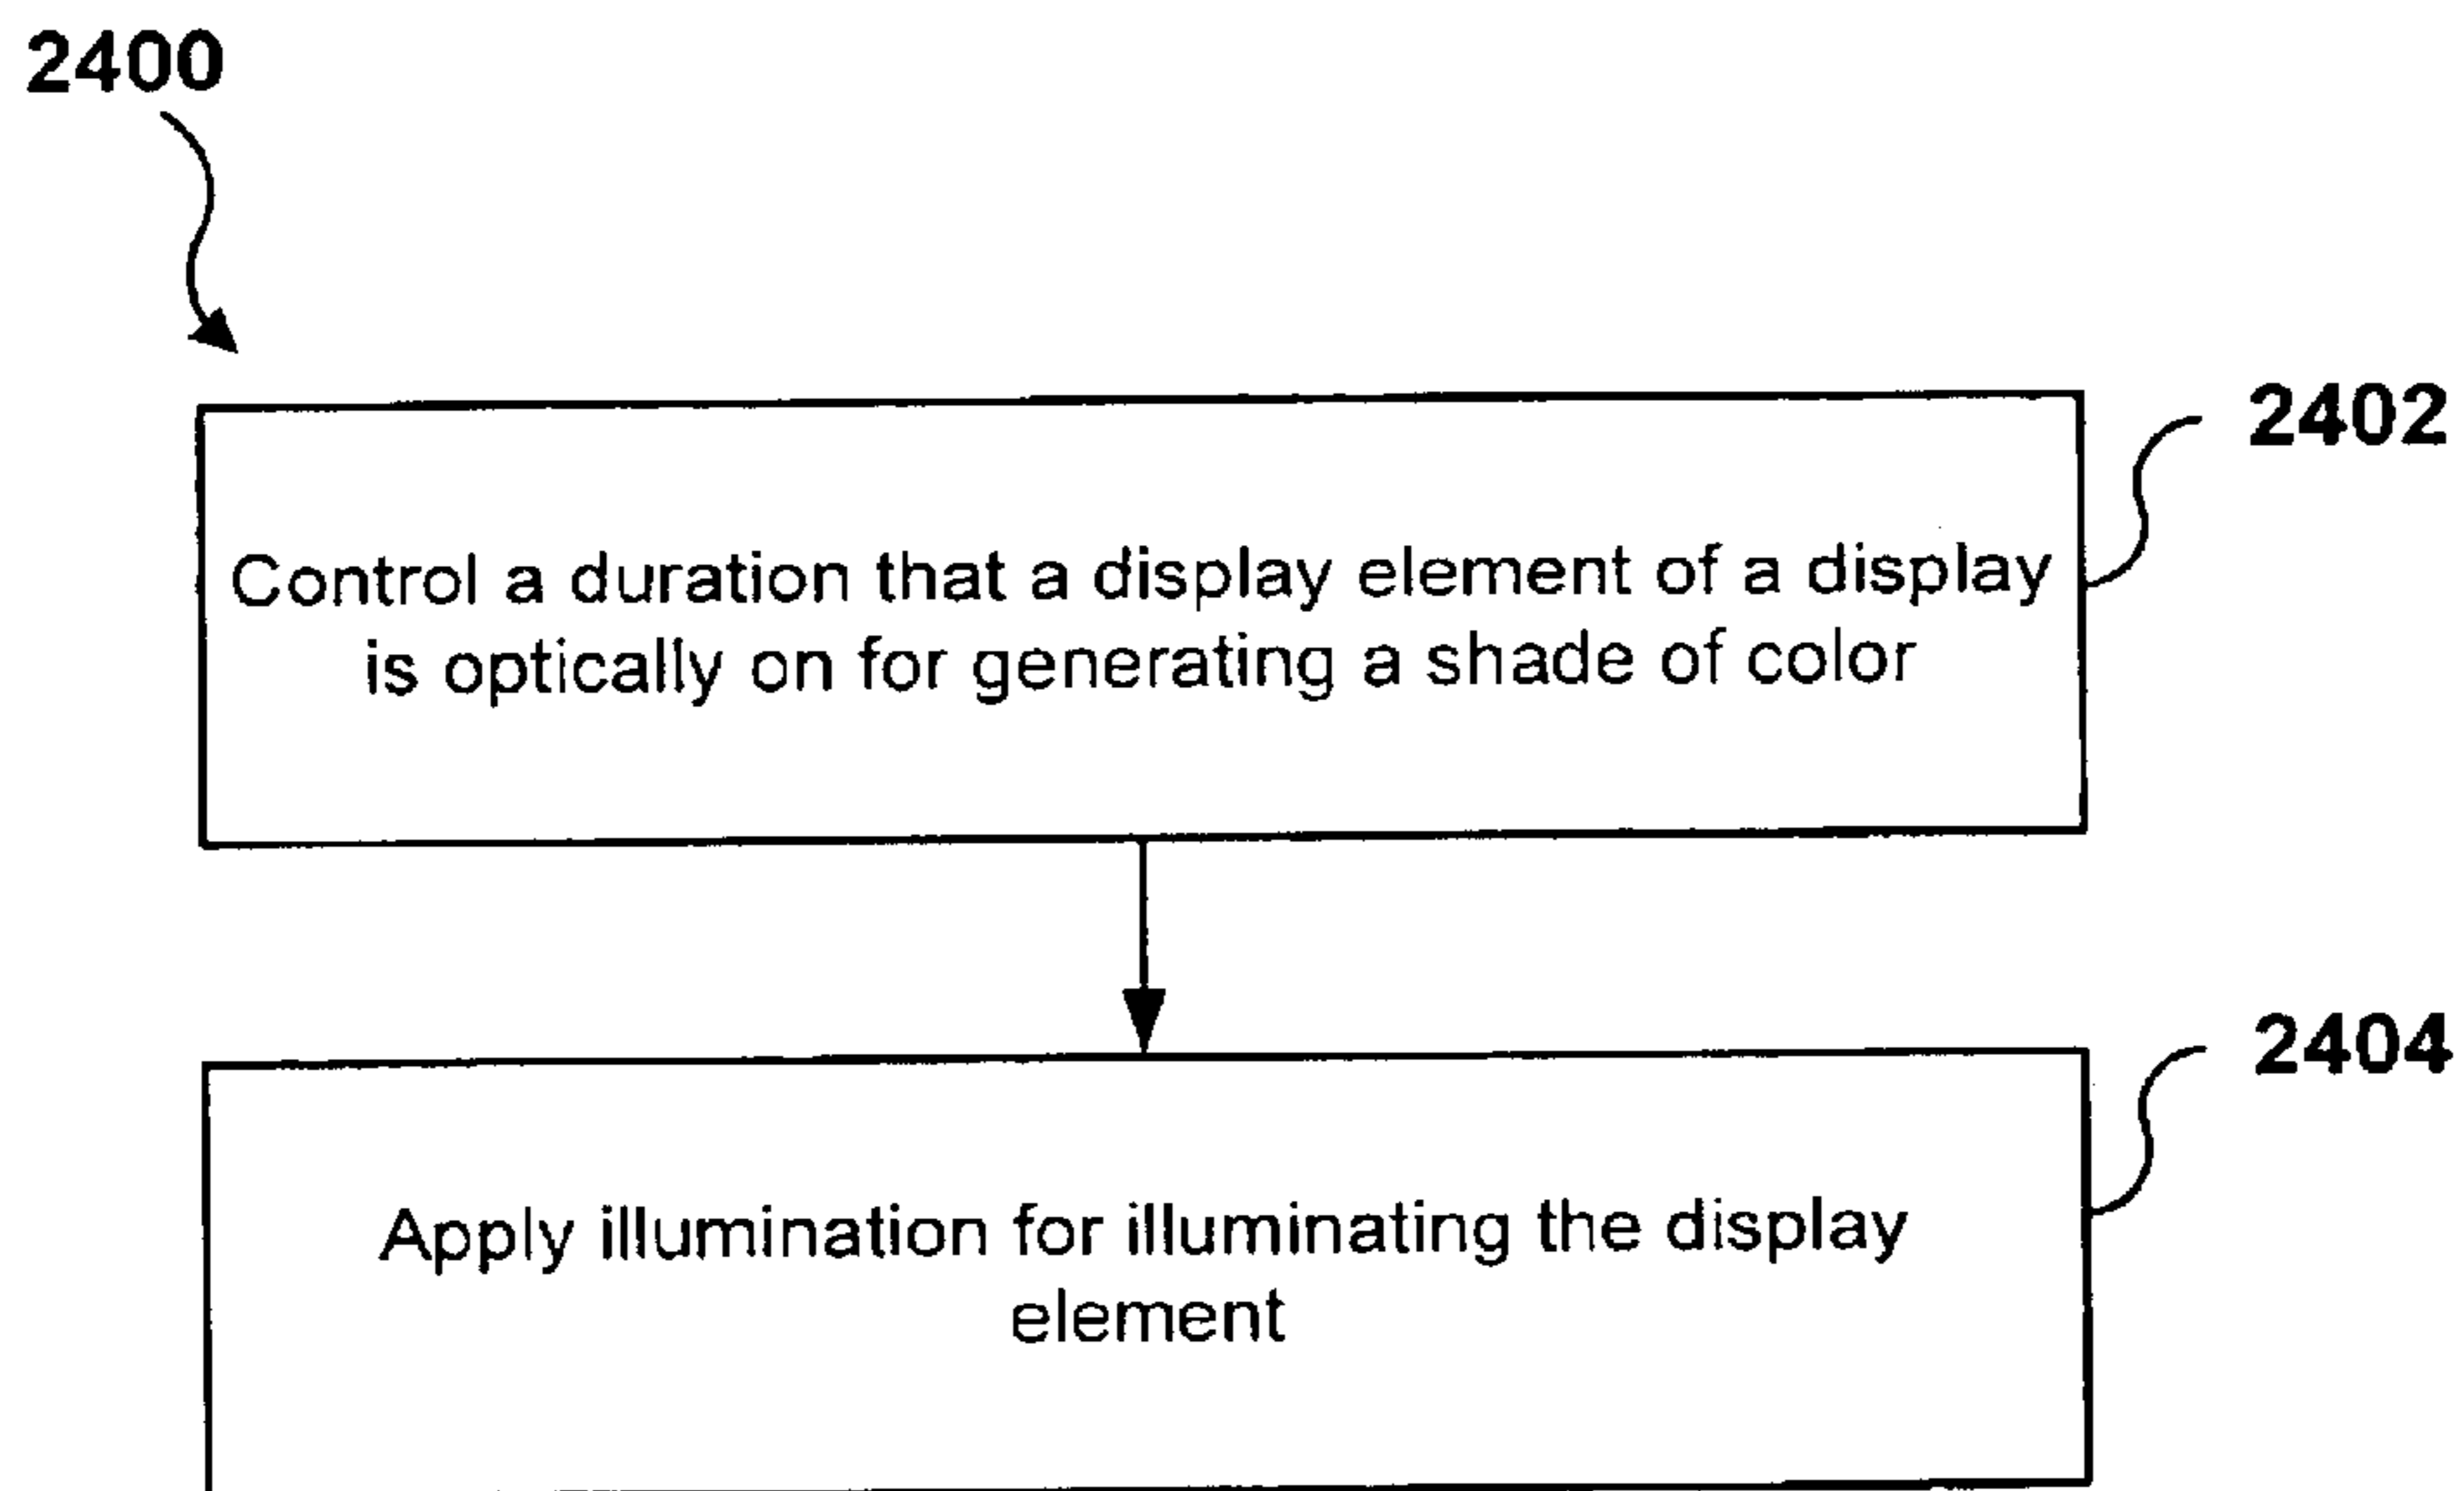 2400
2402
Control a duration that a display element of a display
is optically on for generating a shade of color
2404
Apply illumination for illuminating the display
element